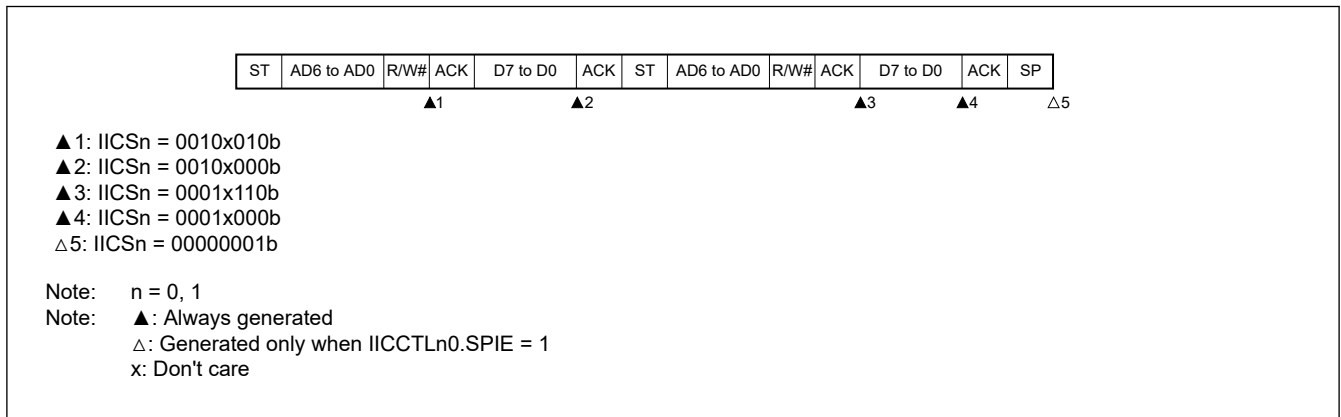 ST AD6 to AD0 R/W# ACK D7 to D0 ACK ST AD6 to AD0 R/W# ACK D7 to D0 ACK SP
▲1 ▲2 ▲3 ▲4 △5
▲1: IICSn = 0010x010b
▲2: IICSn = 0010x000b
▲3: IICSn = 0001x110b
▲4: IICSn = 0001x000b
△5: IICSn = 00000001b
Note: n = 0, 1
Note: ▲: Always generated
△: Generated only when IICCTLn0.SPIE = 1
x: Don't care